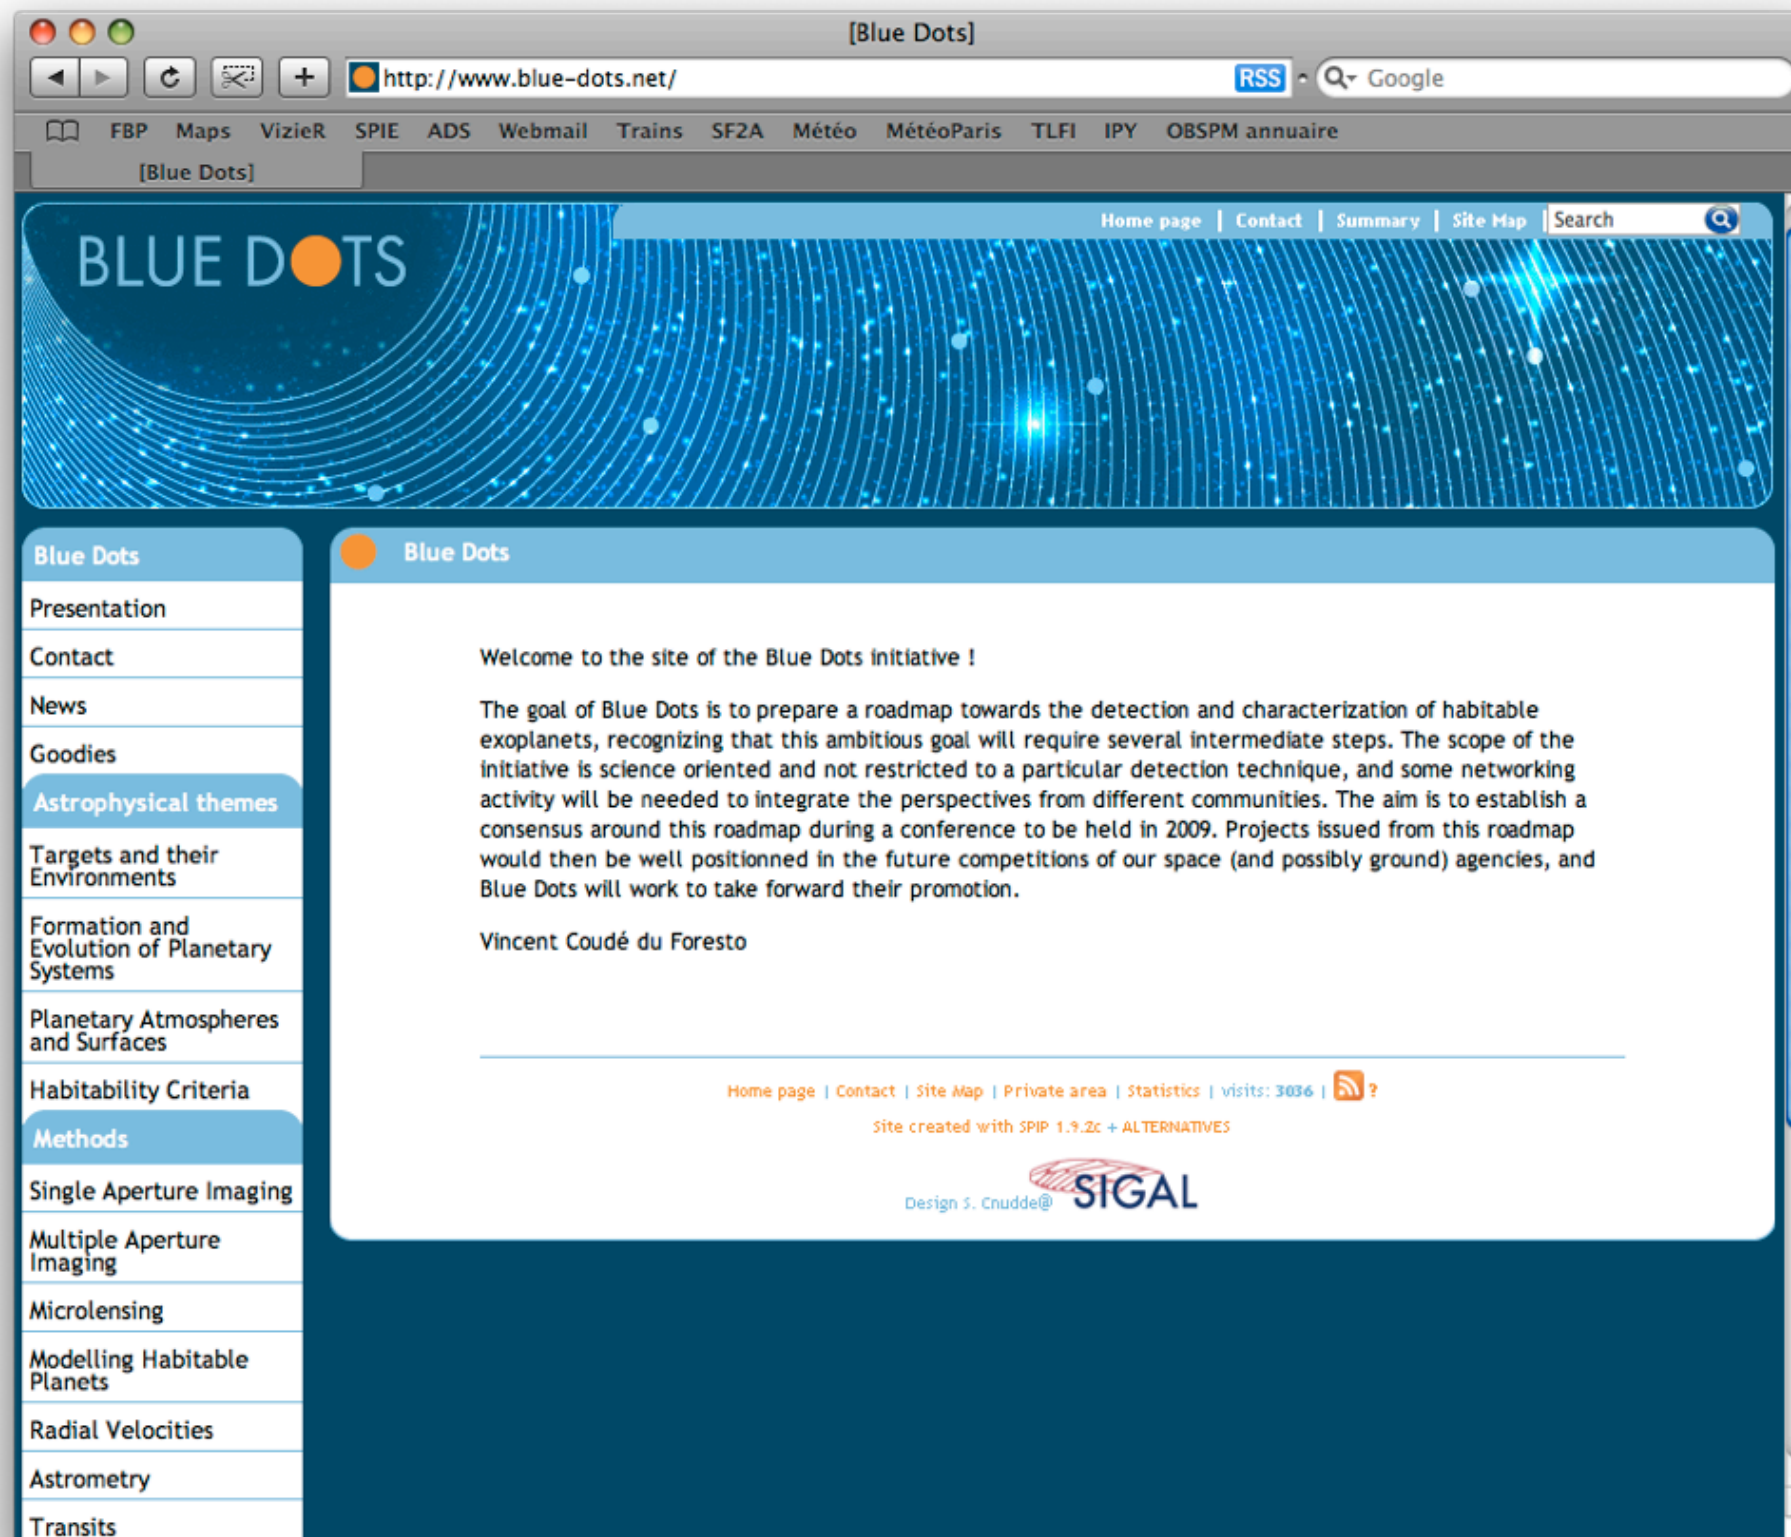 [Blue Dots]
http://www.blue-dots.net/
RSS
Google
FBP Maps VizieR SPIE ADS Webmail Trains SF2A Météo MétéoParis TLFI IPY OBSPM annuaire
[Blue Dots]
BLUE DOTS
Home page | Contact | Summary | Site Map | Search
Blue Dots
Presentation
Contact
News
Goodies
Astrophysical themes
Targets and their
Environments
Formation and
Evolution of Planetary
Systems
Planetary Atmospheres
and Surfaces
Habitability Criteria
Methods
Single Aperture Imaging
Multiple Aperture
Imaging
Microlensing
Modelling Habitable
Planets
Radial Velocities
Astrometry
Transits
Blue Dots
Welcome to the site of the Blue Dots initiative !
The goal of Blue Dots is to prepare a roadmap towards the detection and characterization of habitable
exoplanets, recognizing that this ambitious goal will require several intermediate steps. The scope of the
initiative is science oriented and not restricted to a particular detection technique, and some networking
activity will be needed to integrate the perspectives from different communities. The aim is to establish a
consensus around this roadmap during a conference to be held in 2009. Projects issued from this roadmap
would then be well positionned in the future competitions of our space (and possibly ground) agencies, and
Blue Dots will work to take forward their promotion.
Vincent Coudé du Foresto
Home page | Contact | Site Map | Private area | Statistics | visits: 3036 | ?
Site created with SPIP 1.9.2c + ALTERNATIVES
Design S. Cnudde@ SIGAL